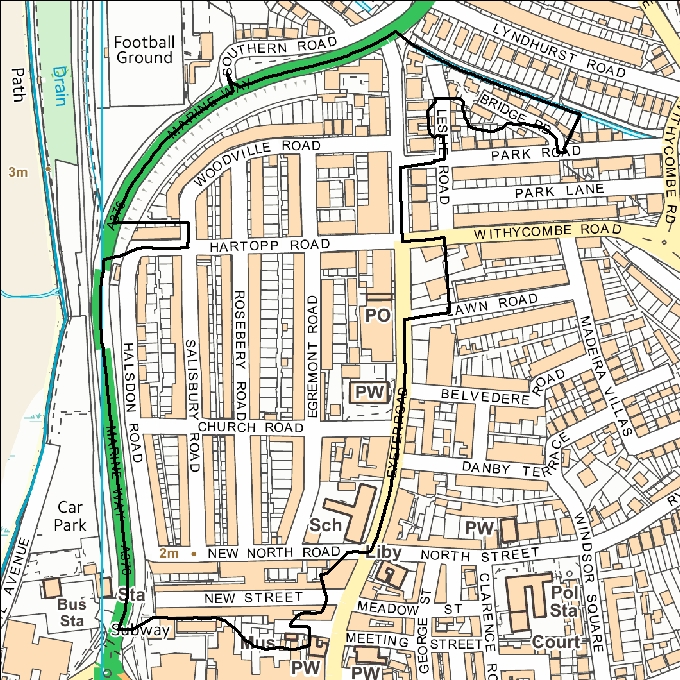 Football
Ground
Path
Drain
SOUTHERN ROAD
LYNDHURST ROAD
MARINE WAY
BRIDGE RD
LESLIE ROAD
WOODVILLE ROAD
PARK ROAD
3m
PARK LANE
WITHYCOMBE RD
A376
WITHYCOMBE ROAD
HARTOPP ROAD
LAWN ROAD
PO
HALSDON ROAD
SALISBURY ROAD
ROSEBERY ROAD
EGREMONT ROAD
MADEIRA VILLAS
PW
BELVEDERE ROAD
EXETER ROAD
CHURCH ROAD
MARINE WAY
DANBY TERRACE
Car
Park
Sch
PW
WINDSOR SQUARE
AVENUE
2m
NEW NORTH ROAD
Liby
NORTH STREET
A376
Bus
Sta
Sta
NEW STREET
MEADOW ST
GEORGE ST
CLARENCE RO
Pol
Sta
Subway
Mus
MEETING STREET
Court
PW
PW